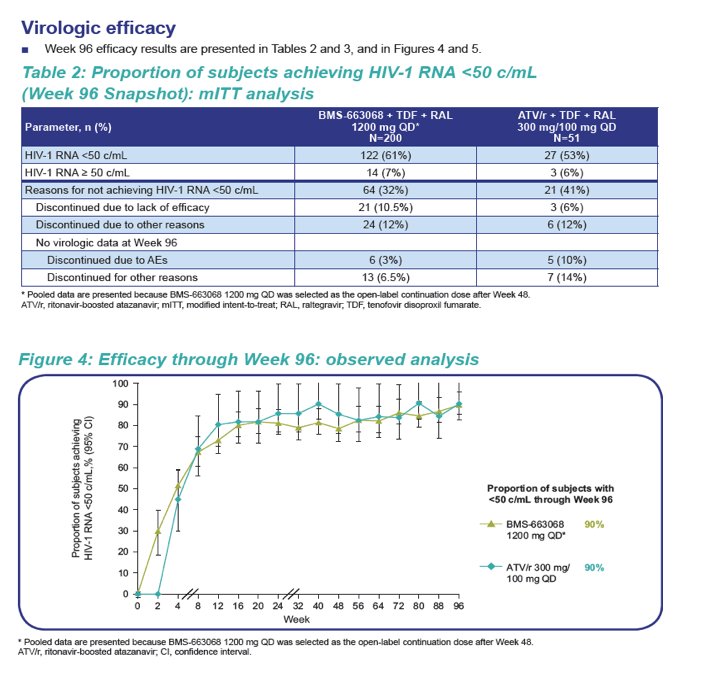 Virologic efficacy
■ Week 96 efficacy results are presented in Tables 2 and 3, and in Figures 4 and 5.
Table 2: Proportion of subjects achieving HIV-1 RNA <50 c/mL
(Week 96 Snapshot): mITT analysis
Parameter, n (%) BMS-663068 + TDF + RAL 1200 mg QD* N=200 ATV/r + TDF + RAL 300 mg/100 mg QD N=51
HIV-1 RNA <50 c/mL 122 (61%) 27 (53%)
HIV-1 RNA ≥ 50 c/mL 14 (7%) 3 (6%)
Reasons for not achieving HIV-1 RNA <50 c/mL 64 (32%) 21 (41%)
Discontinued due to lack of efficacy 21 (10.5%) 3 (6%)
Discontinued due to other reasons 24 (12%) 6 (12%)
No virologic data at Week 96
Discontinued due to AEs 6 (3%) 5 (10%)
Discontinued for other reasons 13 (6.5%) 7 (14%)
* Pooled data are presented because BMS-663068 1200 mg QD was selected as the open-label continuation dose after Week 48.
ATV/r, ritonavir-boosted atazanavir; mITT, modified intent-to-treat; RAL, raltegravir; TDF, tenofovir disoproxil fumarate.
Figure 4: Efficacy through Week 96: observed analysis
Proportion of subjects achieving
HIV-1 RNA <50 c/mL,% (95% CI)
100
90
80
70
60
50
40
30
20
10
0
0 2 4 8 12 16 20 24 32 40 48 56 64 72 80 88 96
Week
Proportion of subjects with
<50 c/mL through Week 96
BMS-663068 90%
1200 mg QD*
ATV/r 300 mg/ 90%
100 mg QD
* Pooled data are presented because BMS-663068 1200 mg QD was selected as the open-label continuation dose after Week 48.
ATV/r, ritonavir-boosted atazanavir; CI, confidence interval.